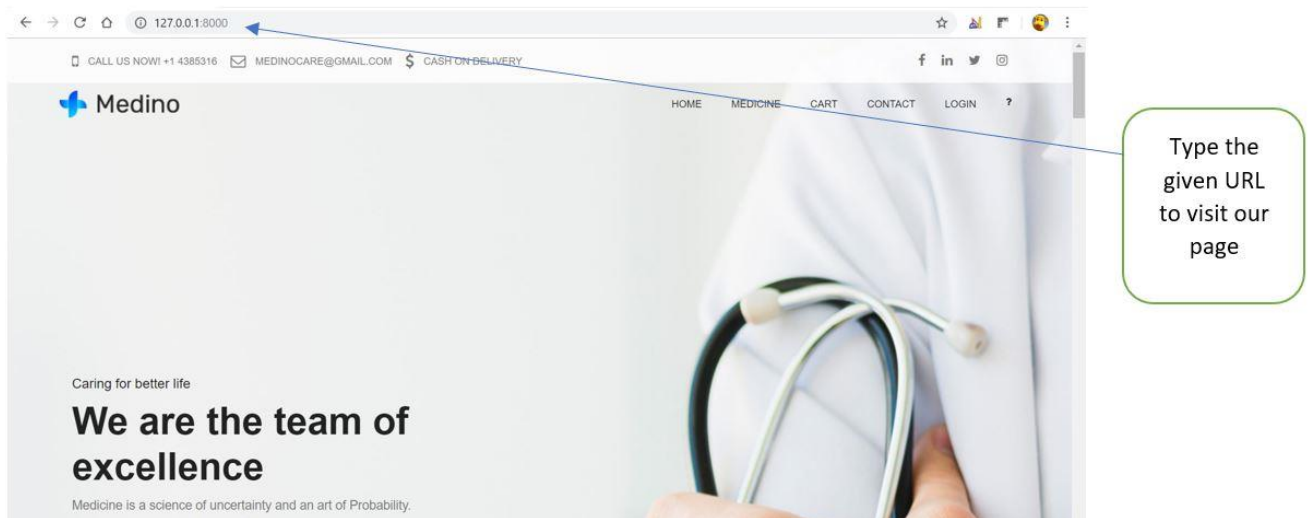 127.0.0.1:8000
CALL US NOW! +1 4385316 MEDINOCARE@GMAIL.COM $ CASH ON DELIVERY f in
Medino HOME MEDICINE CART CONTACT LOGIN ?
Type the
given URL
to visit our
page
Caring for better life
We are the team of
excellence
Medicine is a science of uncertainty and an art of Probability.